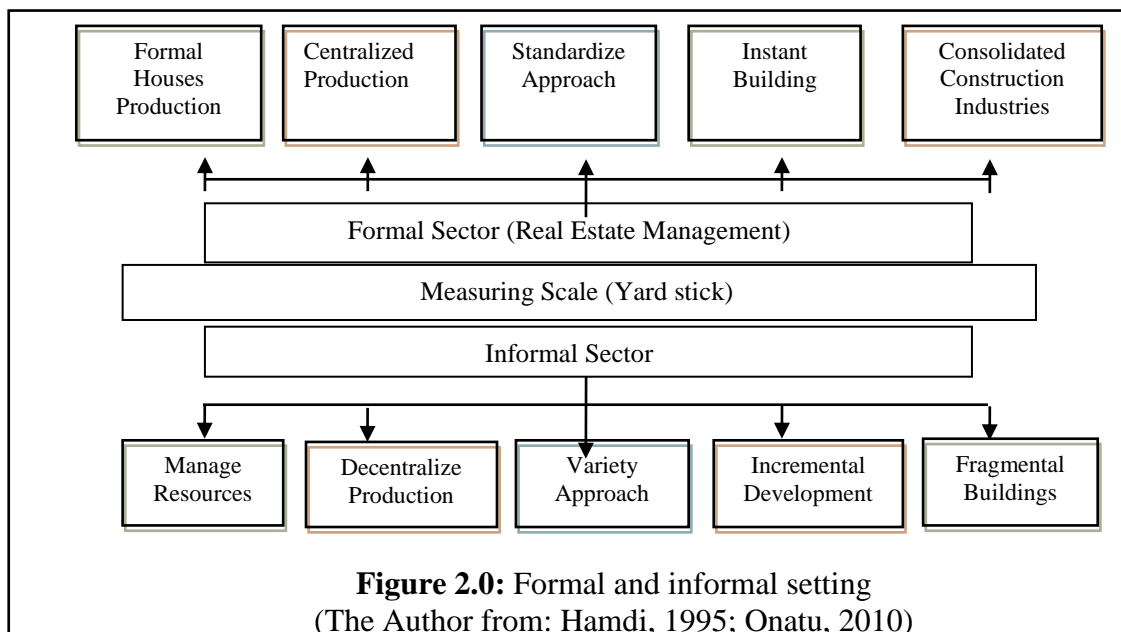 Formal
Houses
Production
Centralized
Production
Standardize
Approach
Instant
Building
Consolidated
Construction
Industries
Formal Sector (Real Estate Management)
Measuring Scale (Yard stick)
Informal Sector
Manage
Resources
Decentralize
Production
Variety
Approach
Incremental
Development
Fragmental
Buildings
Figure 2.0: Formal and informal setting
(The Author from: Hamdi, 1995; Onatu, 2010)